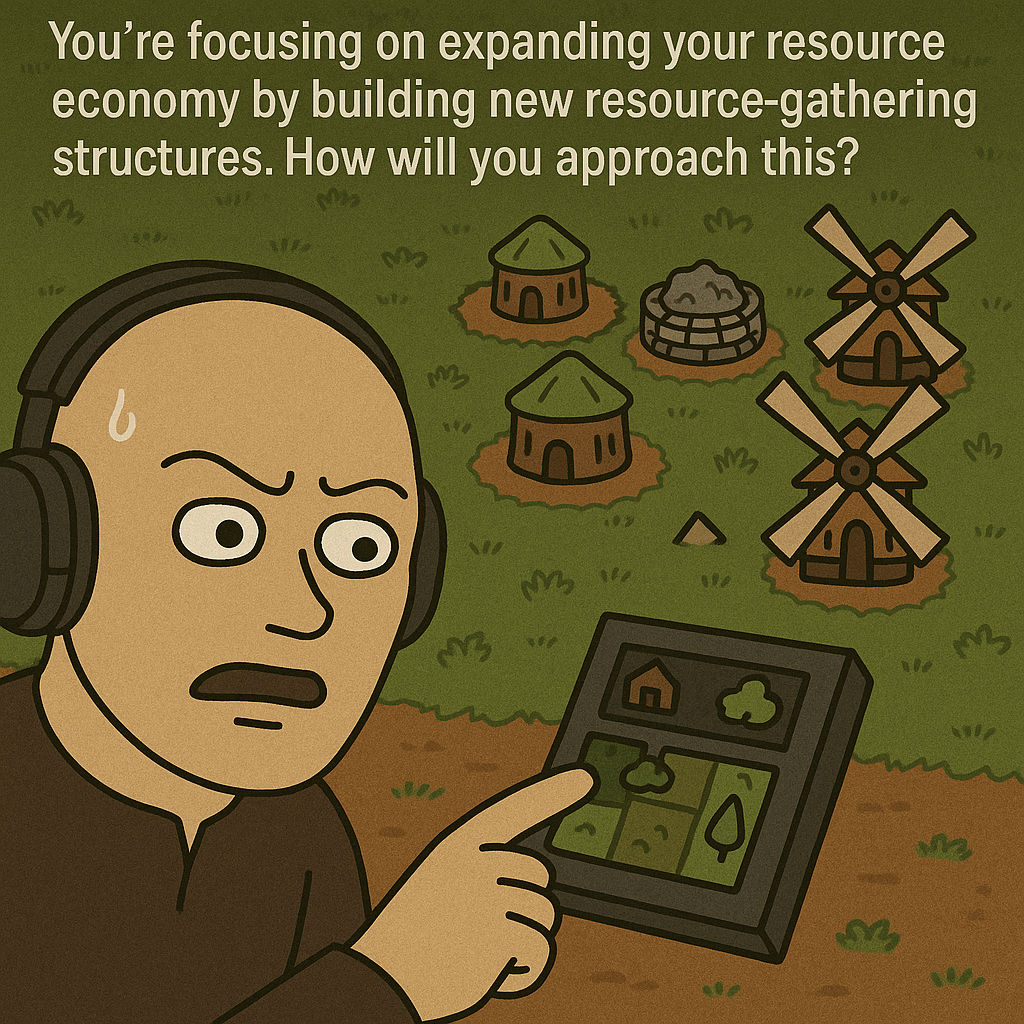 You’re focusing on expanding your resource
economy by building new resource-gathering
structures. How will you approach this?